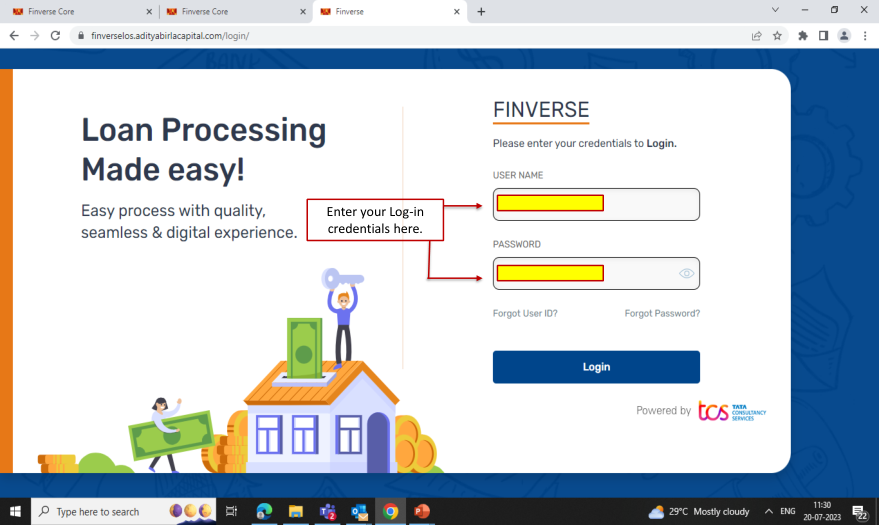 Finverse Core
Finverse Core
Finverse
finverselos.adityabirlacapital.com/login/
BANK
Loan Processing
Made easy!
Easy process with quality,
seamless & digital experience.
Enter your Log-in
credentials here.
FINVERSE
Please enter your credentials to Login.
USER NAME
PASSWORD
Forgot User ID?
Forgot Password?
Login
Powered by
tcs TATA
CONSULTANCY
SERVICES
Type here to search
29°C Mostly cloudy
ENG
11:30
20-07-2023
22